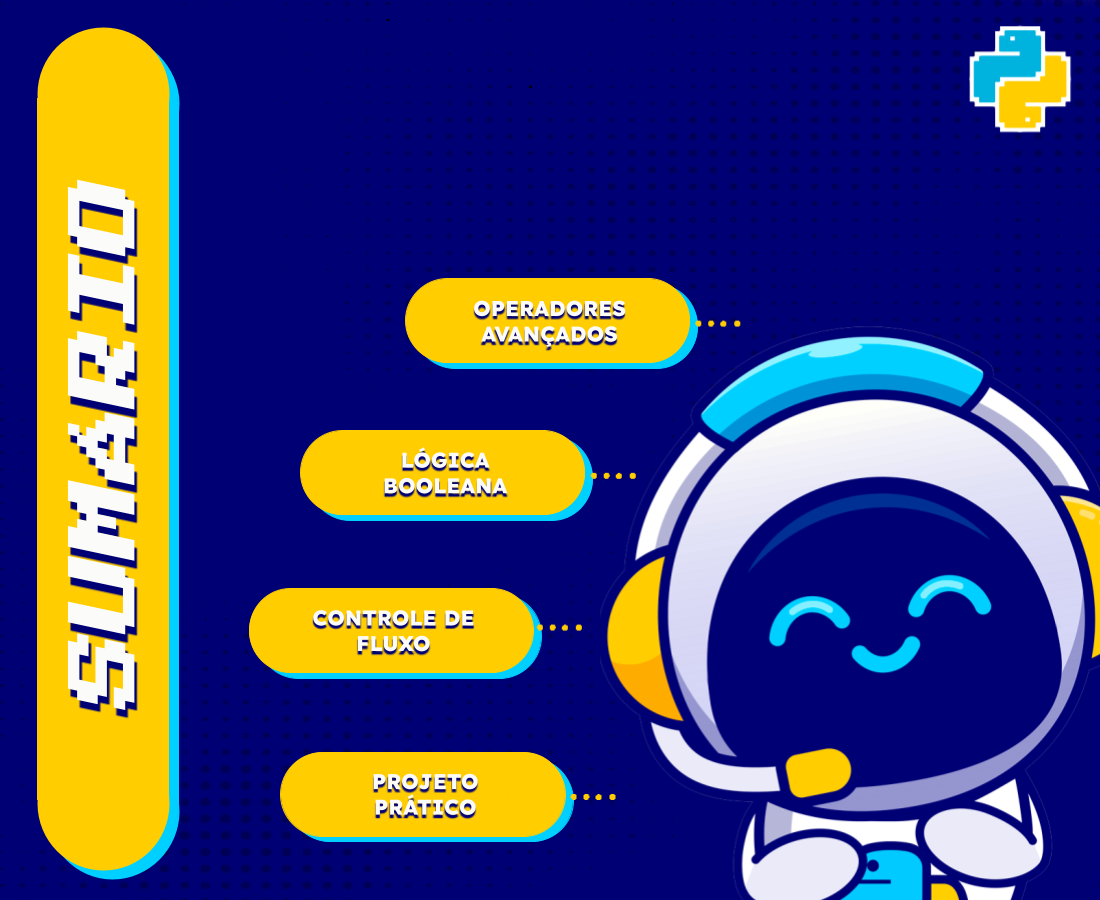 SUMÁRIO
OPERADORES
AVANÇADOS
LÓGICA
BOOLEANA
CONTROLE DE
FLUXO
PROJETO
PRÁTICO